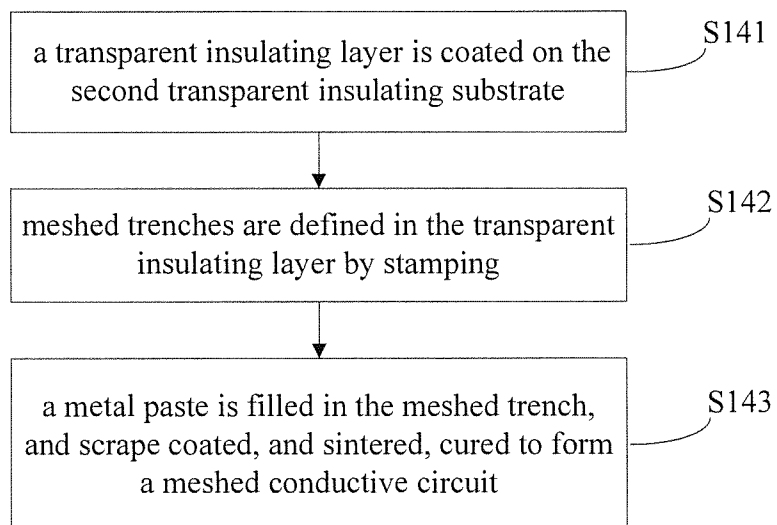 a transparent insulating layer is coated on the
second transparent insulating substrate
S141
meshed trenches are defined in the transparent
insulating layer by stamping
S142
a metal paste is filled in the meshed trench,
and scrape coated, and sintered, cured to form
a meshed conductive circuit
S143